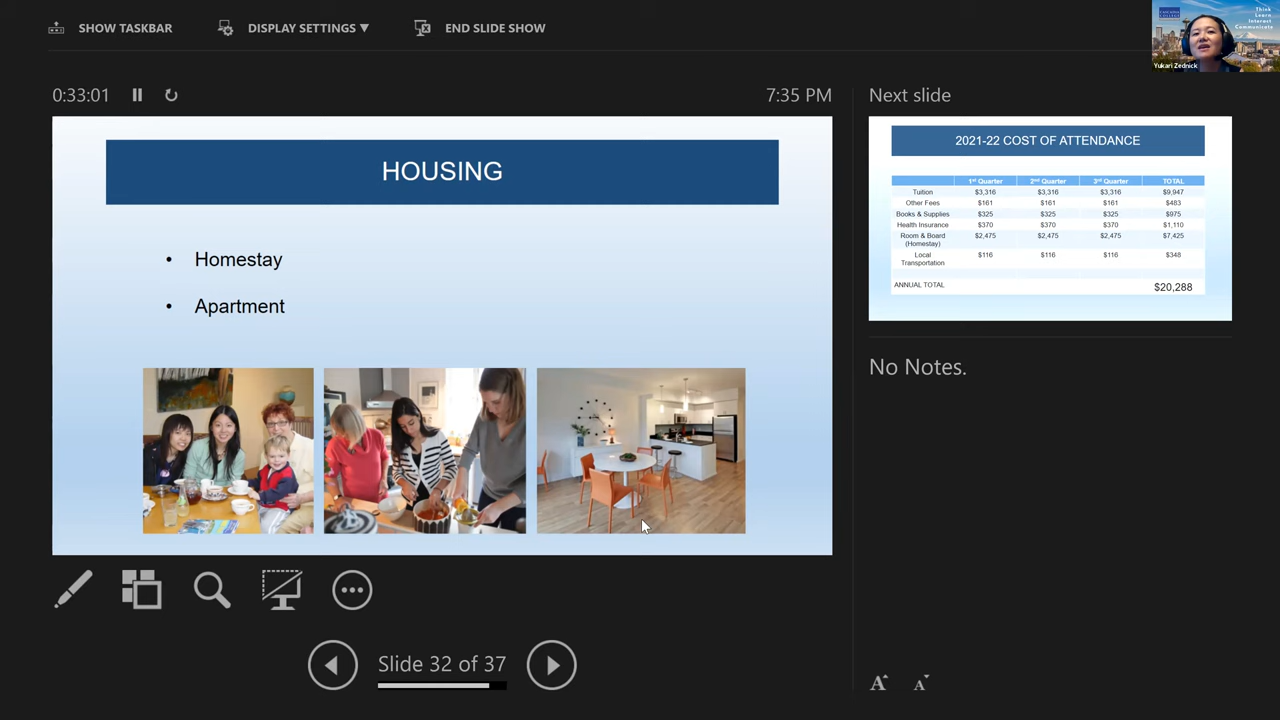 SHOW TASKBAR
DISPLAY SETTINGS ▼
END SLIDE SHOW
Think
Learn
Interact
Communicate
CASCADIA
COLLEGE
Yukari Zednick
0:33:01
7:35 PM
Next slide
HOUSING
• Homestay
• Apartment
2021-22 COST OF ATTENDANCE
1st Quarter 2nd Quarter 3rd Quarter TOTAL
Tuition $3,316 $3,316 $3,316 $9,947
Other Fees $161 $161 $161 $483
Books & Supplies $325 $325 $325 $975
Health Insurance $370 $370 $370 $1,110
Room & Board $2,475 $2,475 $2,475 $7,425
(Homestay)
Local $116 $116 $116 $348
Transportation
ANNUAL TOTAL $20,288
No Notes.
Slide 32 of 37
A A